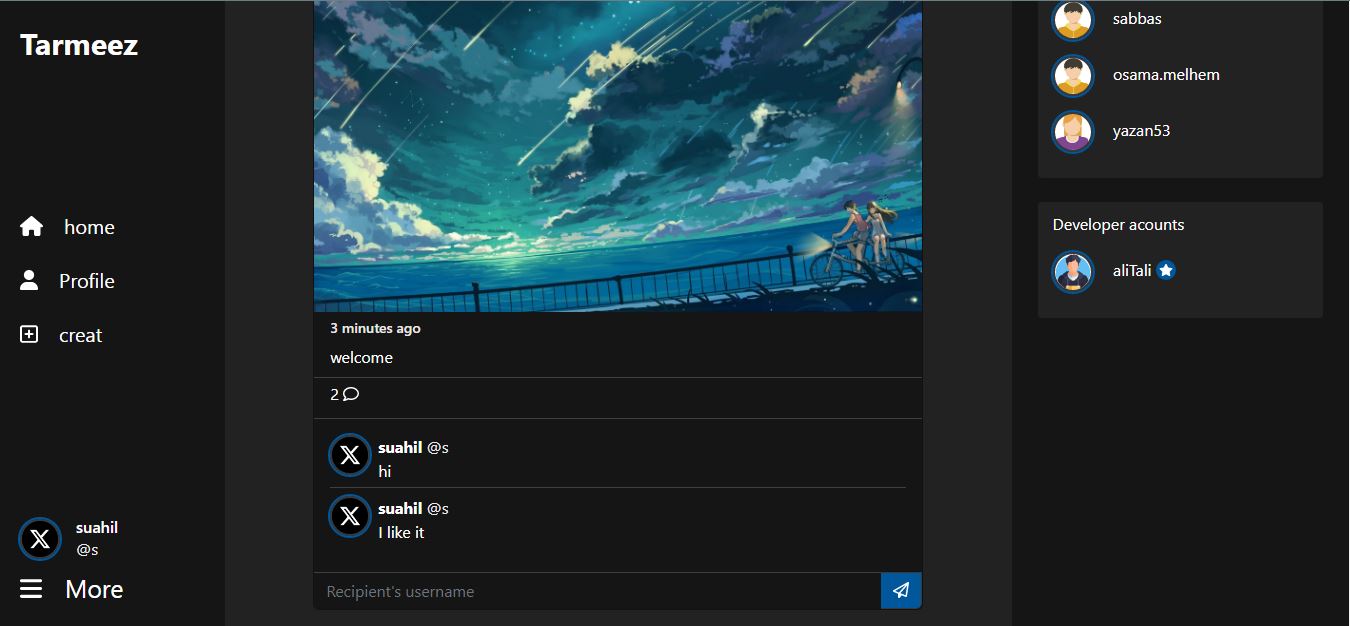 Tarmeez
home
Profile
creat
suahil
@s
More
3 minutes ago
welcome
2
suahil @s
hi
suahil @s
I like it
Recipient's username
sabbas
osama.melhem
yazan53
Developer acounts
aliTali